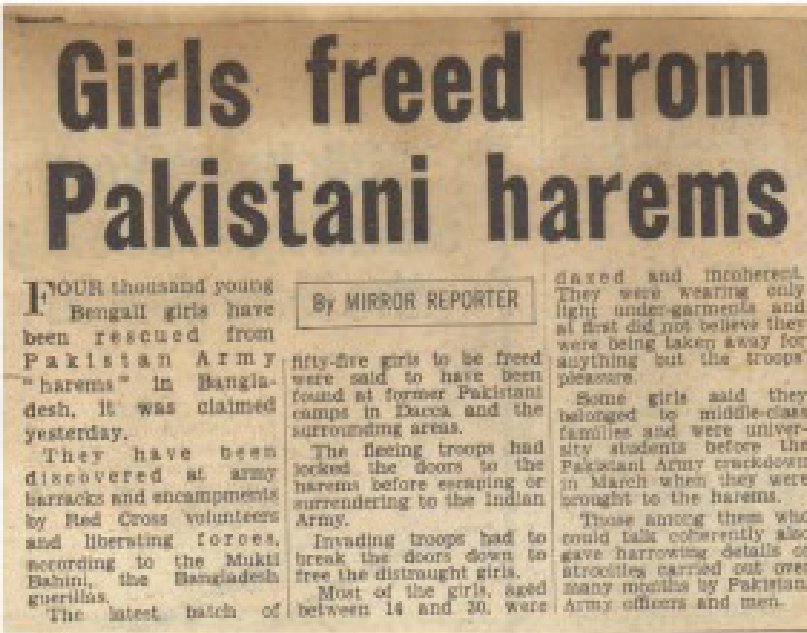 Girls freed from
Pakistani harems
FOUR thousand young
Bengali girls have
been rescued from
Pakistan Army
"harems" in Bangla-
desh, it was claimed
yesterday.
They have been
discovered at army
barracks and encampments
by Red Cross volunteers
and liberating forces,
according to the Mukti
Bahini, the Bangladesh
guerillas.
The latest batch of
By MIRROR REPORTER
fifty-five girls to be freed
were said to have been
found at former Pakistani
camps in Dacca and the
surrounding areas.
The fleeing troops had
locked the doors to the
harems before escaping or
surrendering to the Indian
Army.
Invading troops had to
break the doors down to
free the distraught girls.
Most of the girls, aged
between 14 and 30, were
dazed and incoherent.
They were wearing only
light under-garments and
at first did not believe they
were being taken away for
anything but the troops'
pleasure.
Some girls said they
belonged to middle-class
families and were univer-
sity students before the
Pakistani Army crackdown
in March when they were
brought to the harems.
Those among them who
could talk coherently also
gave harrowing details of
atrocities carried out over
many months by Pakistan
Army officers and men.